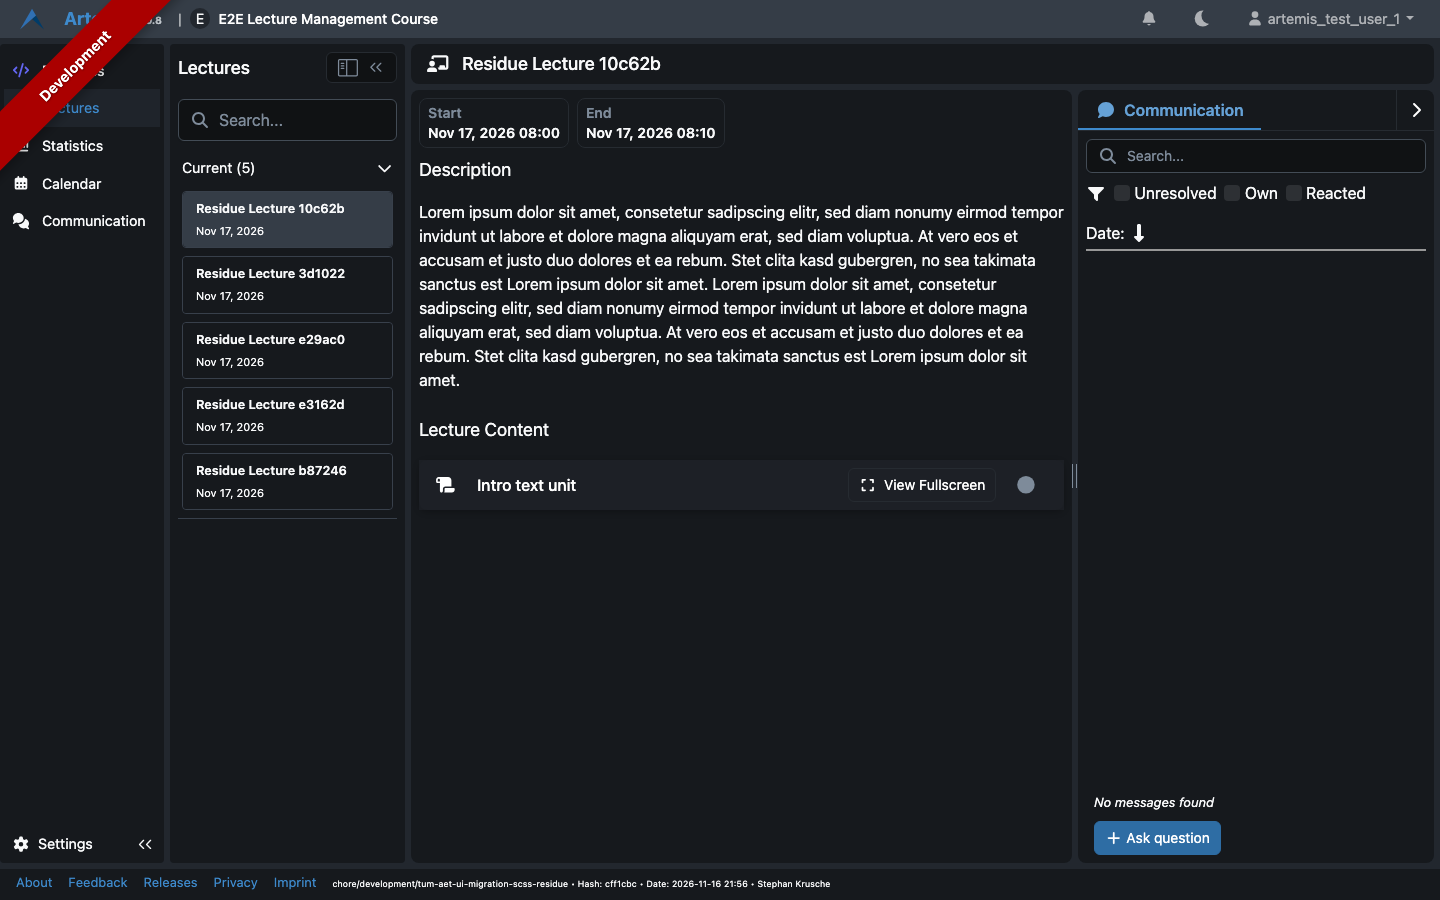 E
E2E Lecture Management Course
artemis_test_user_1
Development
Statistics
Calendar
Communication
Settings
Lectures
Search...
Current (5)
Residue Lecture 10c62b
Nov 17, 2026
Residue Lecture 3d1022
Nov 17, 2026
Residue Lecture e29ac0
Nov 17, 2026
Residue Lecture e3162d
Nov 17, 2026
Residue Lecture b87246
Nov 17, 2026
Residue Lecture 10c62b
Start
Nov 17, 2026 08:00
End
Nov 17, 2026 08:10
Description
Lorem ipsum dolor sit amet, consetetur sadipscing elitr, sed diam nonumy eirmod tempor
invidunt ut labore et dolore magna aliquyam erat, sed diam voluptua. At vero eos et
accusam et justo duo dolores et ea rebum. Stet clita kasd gubergren, no sea takimata
sanctus est Lorem ipsum dolor sit amet. Lorem ipsum dolor sit amet, consetetur
sadipscing elitr, sed diam nonumy eirmod tempor invidunt ut labore et dolore magna
aliquyam erat, sed diam voluptua. At vero eos et accusam et justo duo dolores et ea
rebum. Stet clita kasd gubergren, no sea takimata sanctus est Lorem ipsum dolor sit
amet.
Lecture Content
Intro text unit
View Fullscreen
Communication
Search...
Unresolved Own Reacted
Date:
No messages found
Ask question
About Feedback Releases Privacy Imprint chore/development/tum-aet-ui-migration-scss-residue • Hash: cff1cbc • Date: 2026-11-16 21:56 • Stephan Krusche